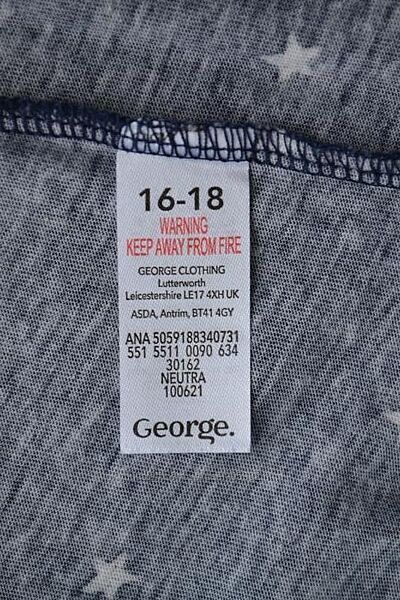 16-18
WARNING
KEEP AWAY FROM FIRE
GEORGE CLOTHING
Lutterworth
Leicestershire LE17 4XH UK
ASDA, Antrim, BT41 4GY
ANA 5059188340731
551 5511 0090 634
30162
NEUTRA
100621
George.